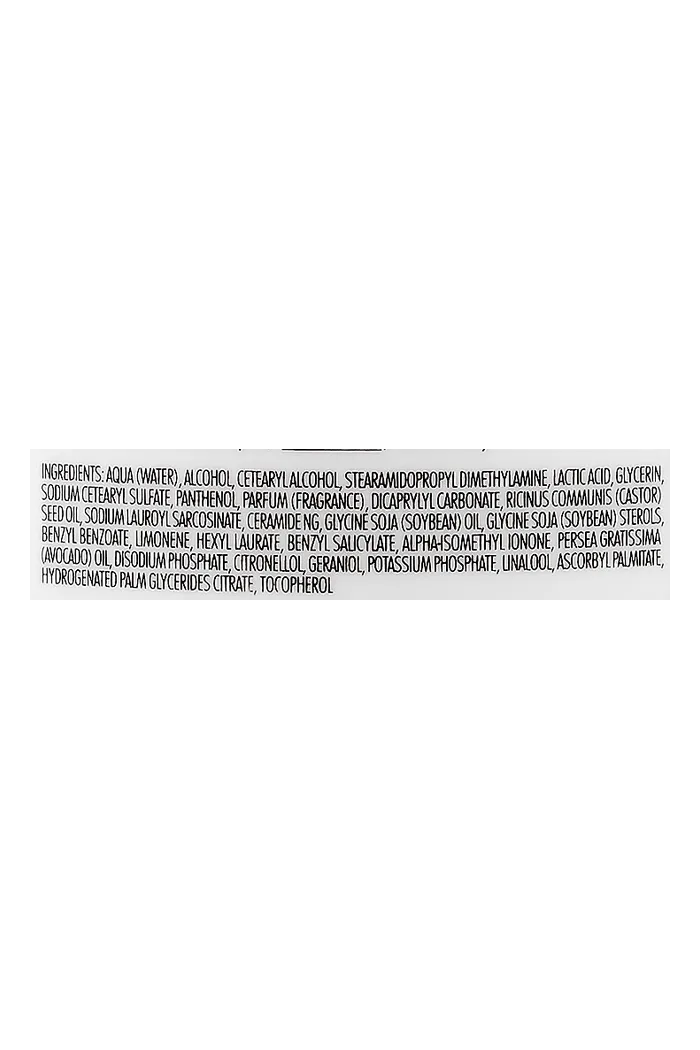 INGREDIENTS: AQUA (WATER), ALCOHOL, CETEARYL ALCOHOL, STEARAMIDOPROPYL DIMETHYLAMINE, LACTIC ACID, GLYCERIN,
SODIUM CETEARYL SULFATE, PANTHENOL, PARFUM (FRAGRANCE), DICAPRYLYL CARBONATE, RICINUS COMMUNIS (CASTOR)
SEED OIL, SODIUM LAUROYL SARCOSINATE, CERAMIDE NG, GLYCINE SOJA (SOYBEAN) OIL, GLYCINE SOJA (SOYBEAN) STEROLS,
BENZYL BENZOATE, LIMONENE, HEXYL LAURATE, BENZYL SALICYLATE, ALPHA-ISOMETHYL IONONE, PERSEA GRATISSIMA
(AVOCADO) OIL, DISODIUM PHOSPHATE, CITRONELLOL, GERANIOL, POTASSIUM PHOSPHATE, LINALOOL, ASCORBYL PALMITATE,
HYDROGENATED PALM GLYCERIDES CITRATE, TOCOPHEROL